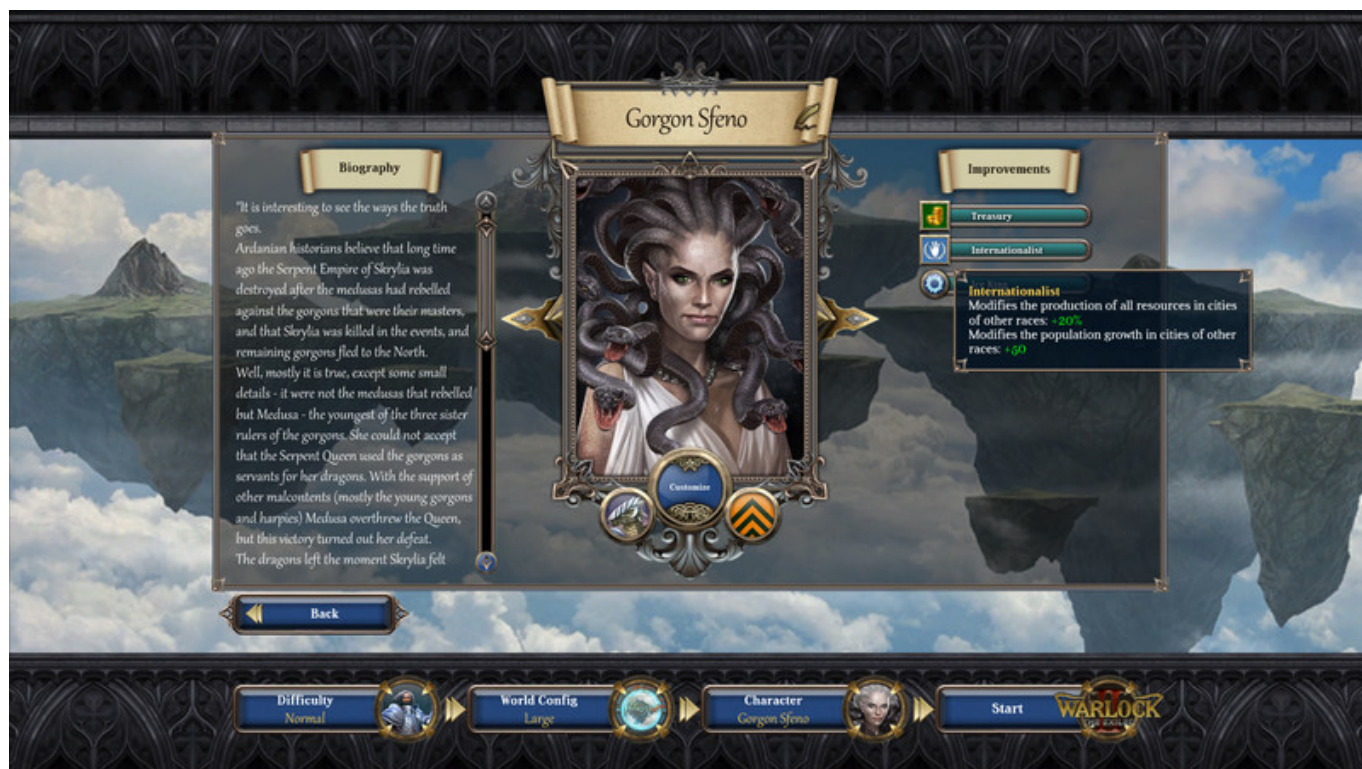 Gorgon Sfeno
Biography
"It is interesting to see the ways the truth
goes.
Ardanian historians believe that long time
ago the Serpent Empire of Skrylia was
destroyed after the medusas had rebelled
against the gorgons that were their masters,
and that Skrylia was killed in the events, and
remaining gorgons fled to the North.
Well, mostly it is true, except some small
details - it were not the medusas that rebelled
but Medusa - the youngest of the three sister
rulers of the gorgons. She could not accept
that the Serpent Queen used the gorgons as
servants for her dragons. With the support of
other malcontents (mostly the young gorgons
and harpies) Medusa overthrew the Queen,
but this victory turned out her defeat.
The dragons left the moment Skrylia felt
Customize
Improvements
Treasury
Internationalist
Internationalist
Modifies the production of all resources in cities
of other races: +20%
Modifies the population growth in cities of other
races: +50
Back
Difficulty
Normal
World Config
Large
Character
Gorgon Sfeno
Start
WARLOCK
II
THE EXILED